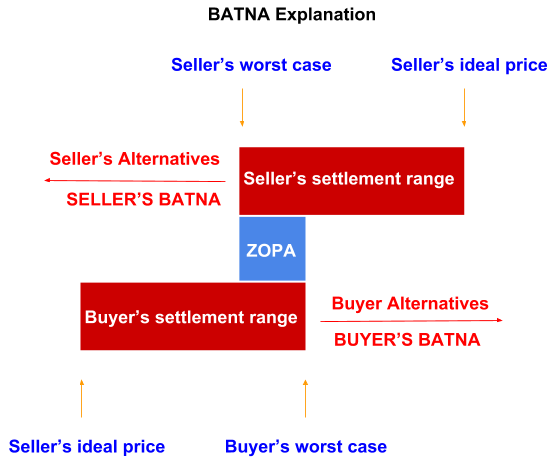 BATNA Explanation
Seller's worst case
Seller's ideal price
Seller's Alternatives
SELLER'S BATNA
Seller's settlement range
ZOPA
Buyer's settlement range
Buyer Alternatives
BUYER'S BATNA
Seller's ideal price
Buyer's worst case